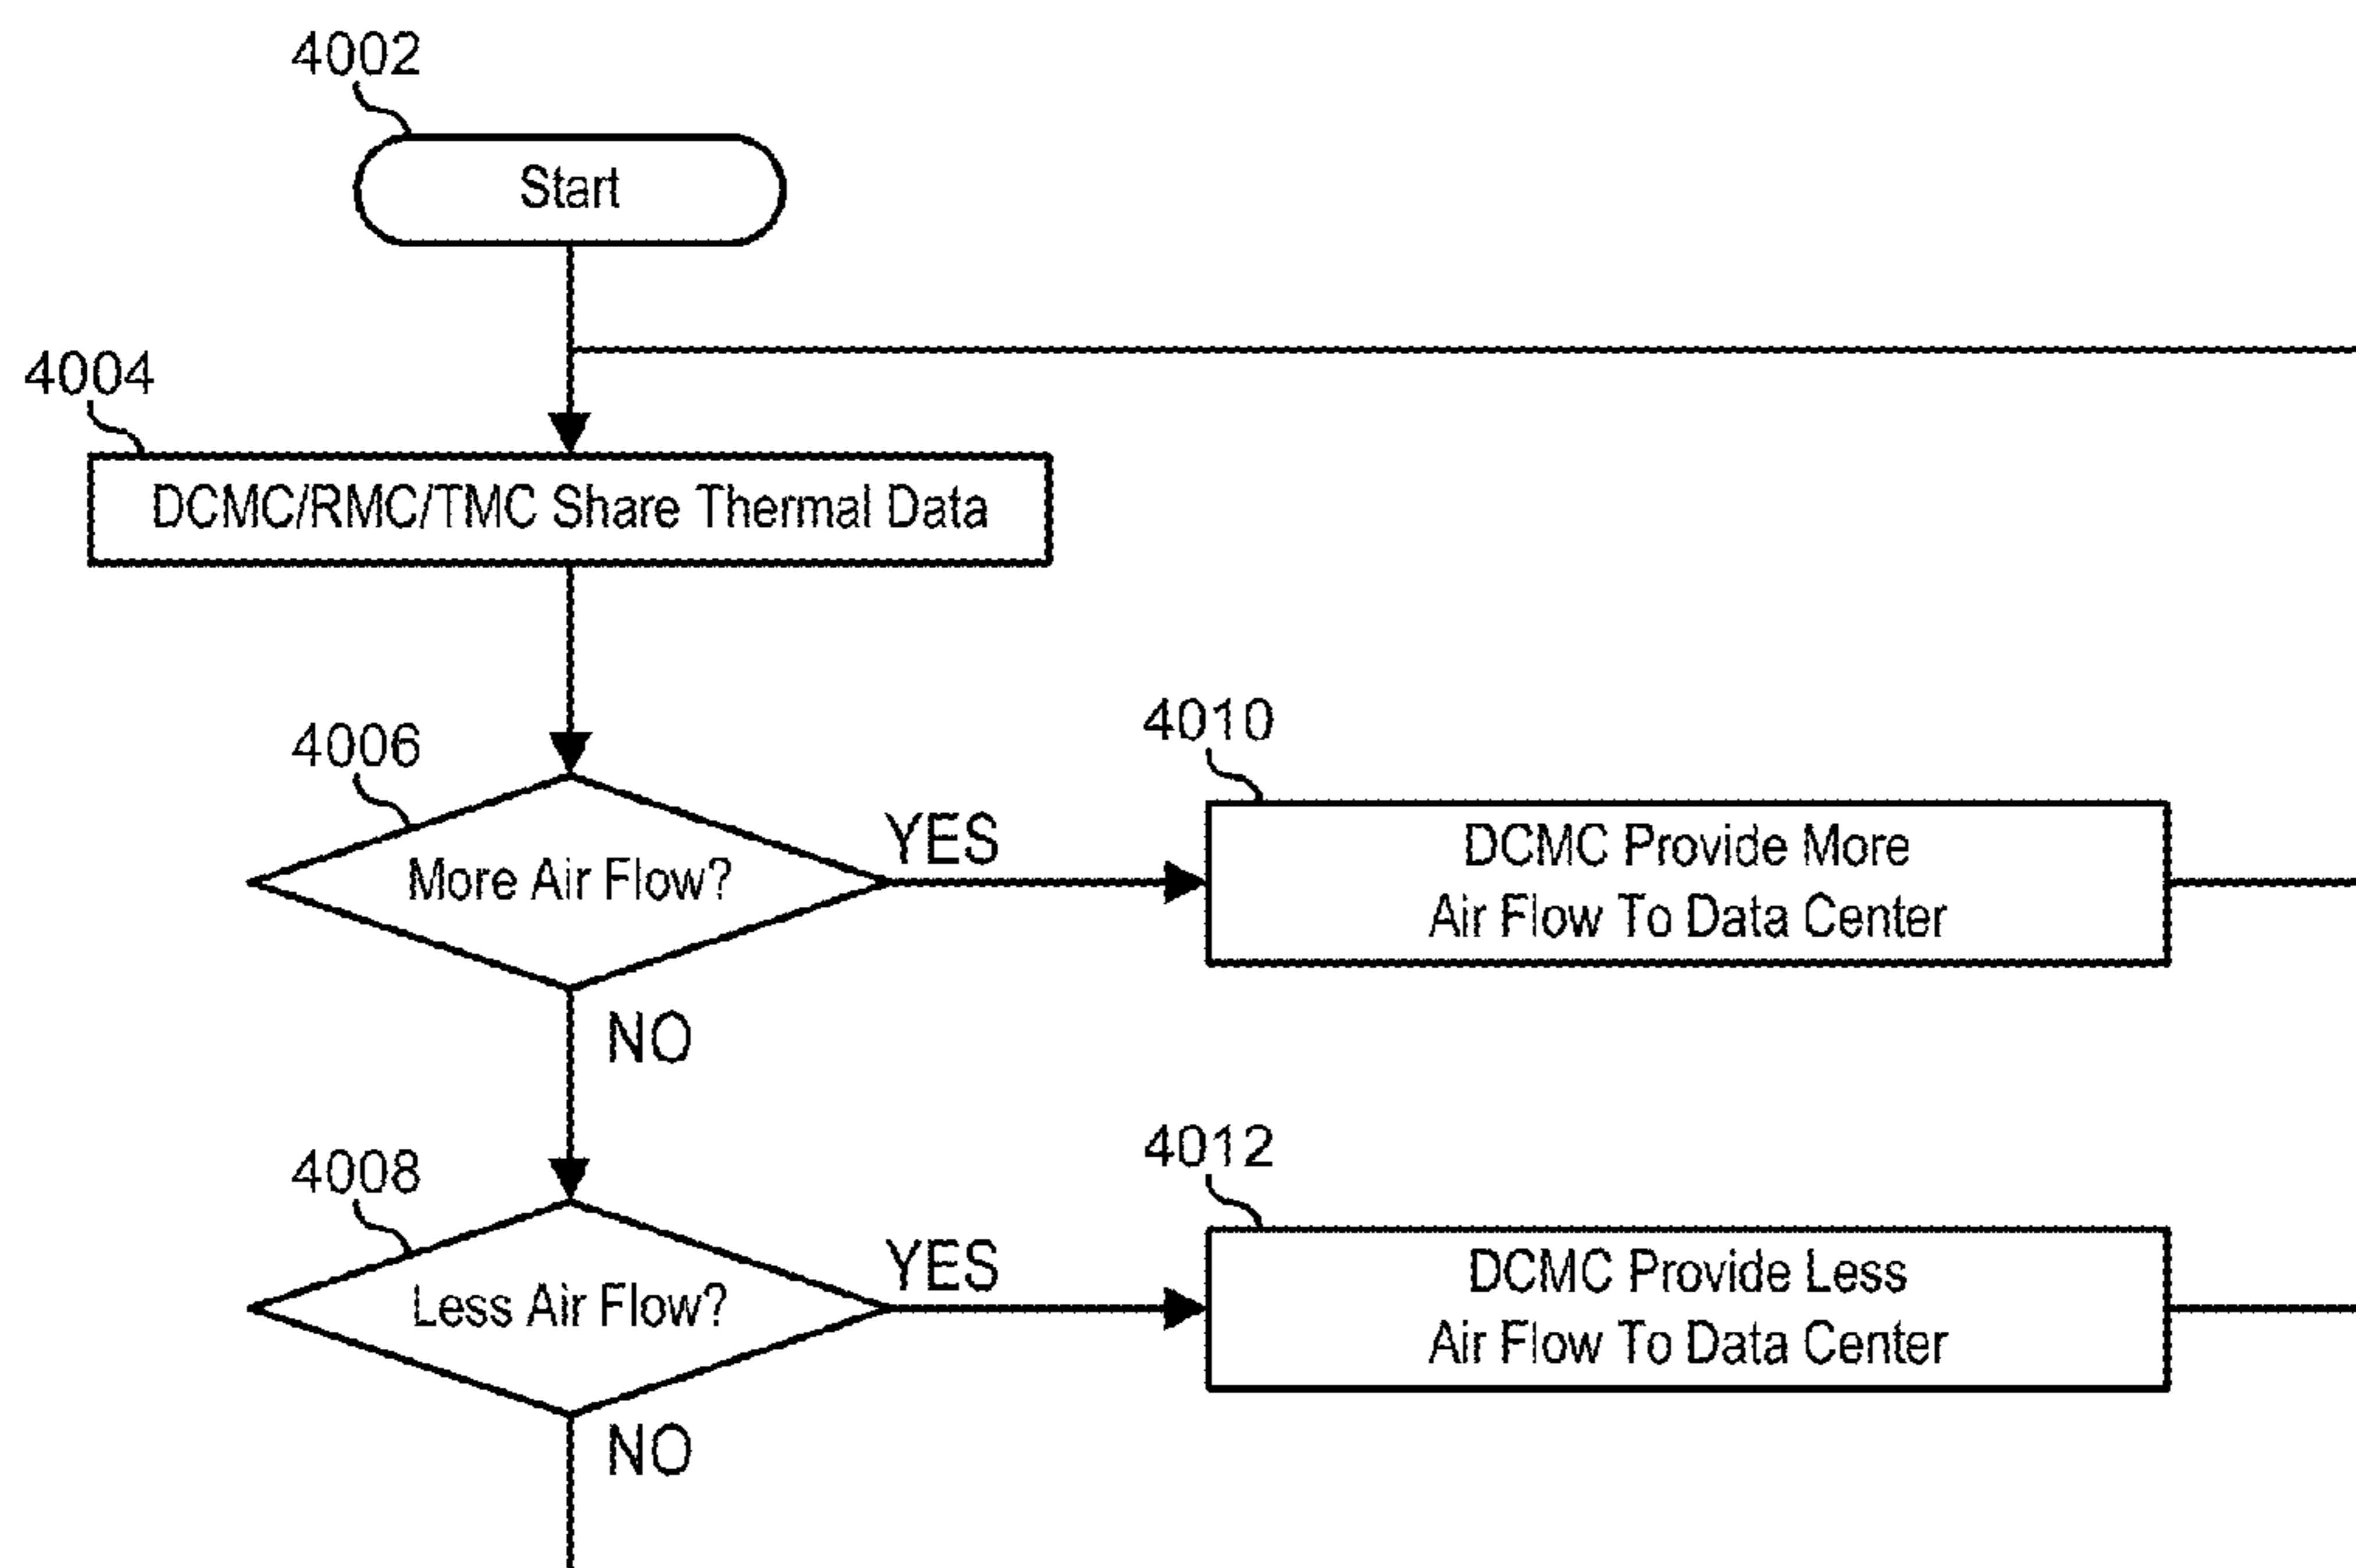 4002
Start
4004
DCMC/RMC/TMC Share Thermal Data
4006
More Air Flow?
YES
4010
DCMC Provide More
Air Flow To Data Center
NO
4008
Less Air Flow?
YES
4012
DCMC Provide Less
Air Flow To Data Center
NO